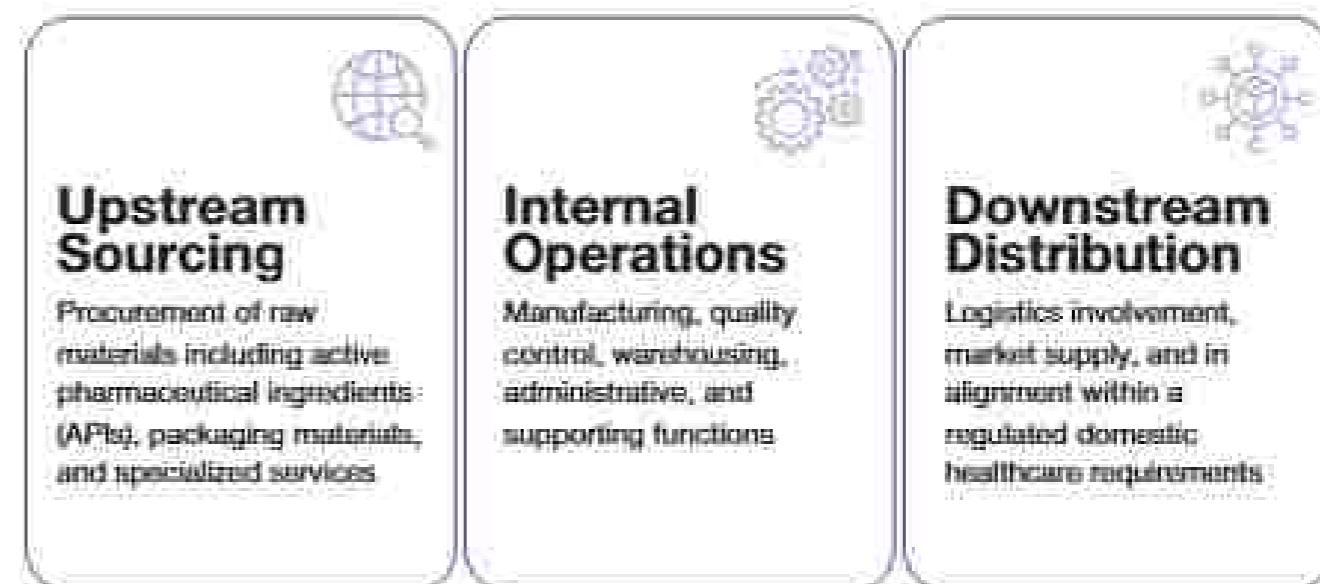 Upstream
Sourcing
Procurement of raw
materials including active
pharmaceutical ingredients
(APIs), packaging materials,
and specialized services
Internal
Operations
Manufacturing, quality
control, warehousing,
administrative, and
supporting functions
Downstream
Distribution
Logistics involvement,
market supply, and in
alignment within a
regulated domestic
healthcare requirements